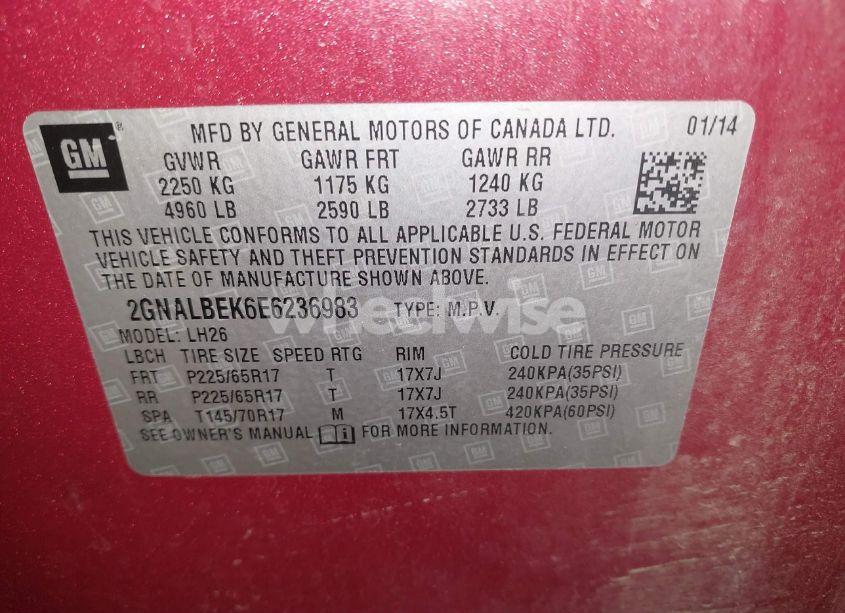 GM ® MFD BY GENERAL MOTORS OF CANADA LTD. 01/14
GVWR GAWR FRT GAWR RR
2250 KG 1175 KG 1240 KG
4960 LB 2590 LB 2733 LB
THIS VEHICLE CONFORMS TO ALL APPLICABLE U.S. FEDERAL MOTOR
VEHICLE SAFETY AND THEFT PREVENTION STANDARDS IN EFFECT ON
THE DATE OF MANUFACTURE SHOWN ABOVE.
2GNALBEK6E6236983 TYPE: M.P.V.
wheelwise
MODEL: LH26
LBCH TIRE SIZE SPEED RTG RIM COLD TIRE PRESSURE
FRT P225/65R17 T 17X7J 240KPA(35PSI)
RR P225/65R17 T 17X7J 240KPA(35PSI)
SPA T145/70R17 M 17X4.5T 420KPA(60PSI)
SEE OWNER'S MANUAL FOR MORE INFORMATION.